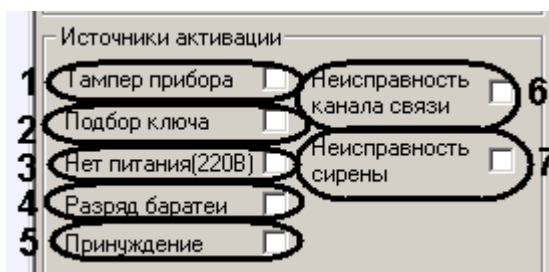 Источники активации
1 Тампер прибора
2 Подбор ключа
3 Нет питания(220В)
4 Разряд баратеи
5 Принуждение
Неисправность
канала связи 6
Неисправность
сирены 7